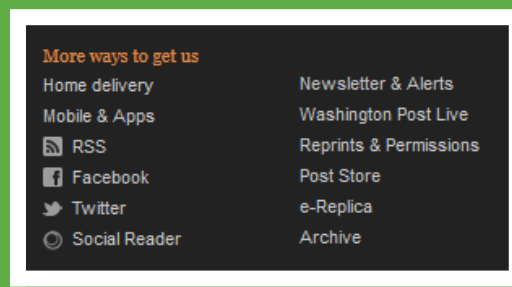 More ways to get us
Home delivery
Mobile & Apps
RSS
Facebook
Twitter
Social Reader
Newsletter & Alerts
Washington Post Live
Reprints & Permissions
Post Store
e-Replica
Archive